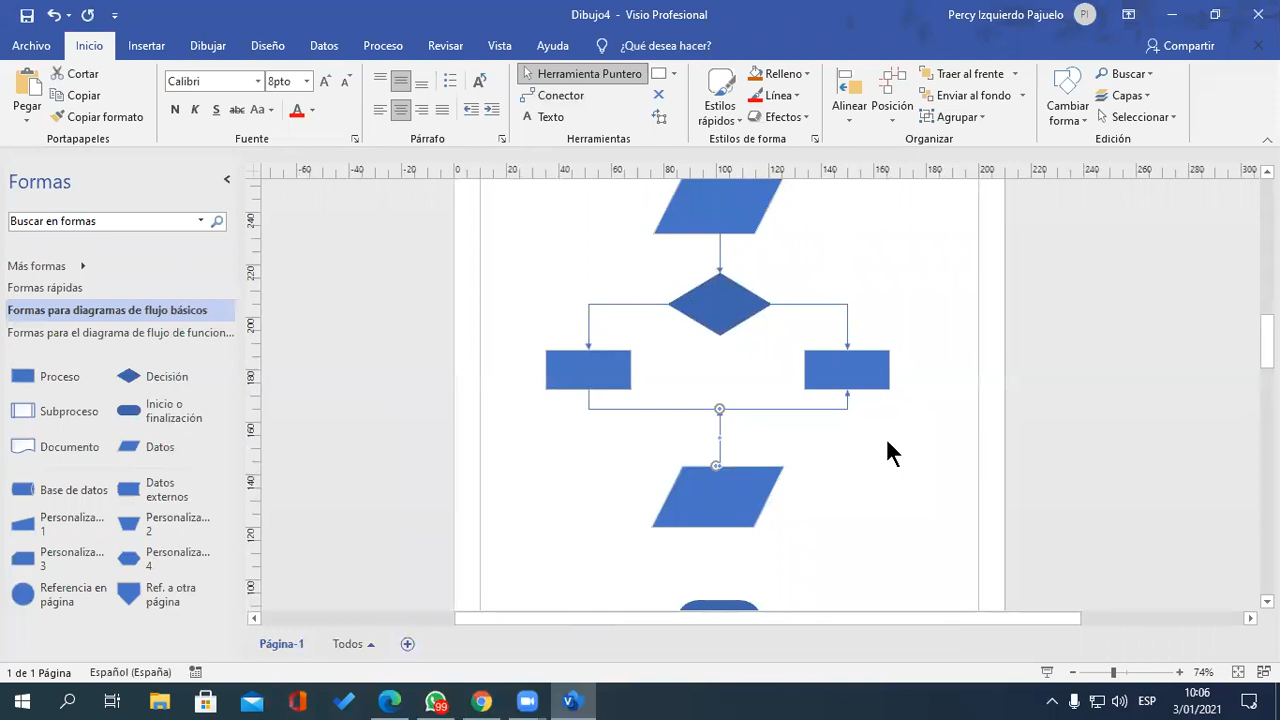 Dibujo4 - Visio Profesional
Percy Izquierdo Pajuelo
PI
Archivo
Inicio
Insertar
Dibujar
Diseño
Datos
Proceso
Revisar
Vista
Ayuda
¿Qué desea hacer?
Compartir
Pegar
Cortar
Copiar
Copiar formato
Portapapeles
Calibri
8pto
N K S abc Aa A
Fuente
Párrafo
Herramienta Puntero
Conector
Texto
Herramientas
Estilos
rápidos
Relleno
Línea
Efectos
Estilos de forma
Alinear
Posición
Traer al frente
Enviar al fondo
Agrupar
Organizar
Cambiar
forma
Buscar
Capas
Seleccionar
Edición
Formas
Buscar en formas
Más formas
Formas rápidas
Formas para diagramas de flujo básicos
Formas para el diagrama de flujo de funcion...
Proceso
Decisión
Subproceso
Inicio o
finalización
Documento
Datos
Base de datos
Datos
externos
Personaliza...
1
Personaliza...
2
Personaliza...
3
Personaliza...
4
Referencia en
página
Ref. a otra
página
-60 -40 -20 0 20 40 60 80 100 120 140 160 180 200 220 240 260 280 300
240
220
200
180
160
140
120
100
Página-1
Todos
1 de 1 Página
Español (España)
74%
99
ESP
10:06
3/01/2021